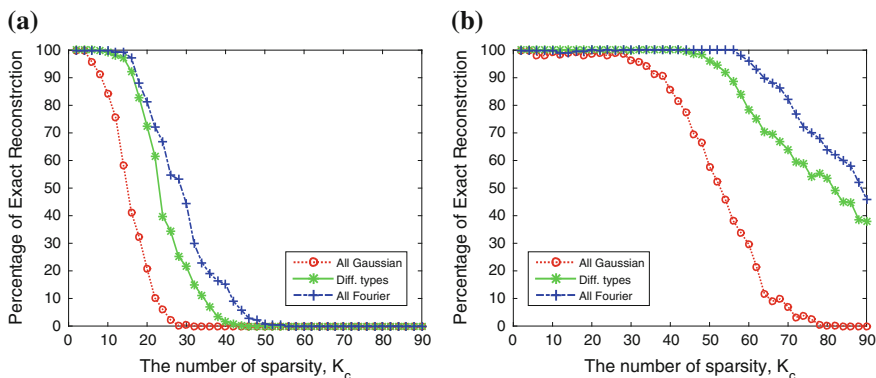 (a)
Percentage of Exact Reconstrction
100
90
80
70
60
50
40
30
20
10
0
0 10 20 30 40 50 60 70 80 90
The number of sparsity, K_c
All Gaussian
Diff. types
All Fourier
(b)
Percentage of Exact Reconstrction
100
90
80
70
60
50
40
30
20
10
0
0 10 20 30 40 50 60 70 80 90
The number of sparsity, K_c
All Gaussian
Diff. types
All Fourier